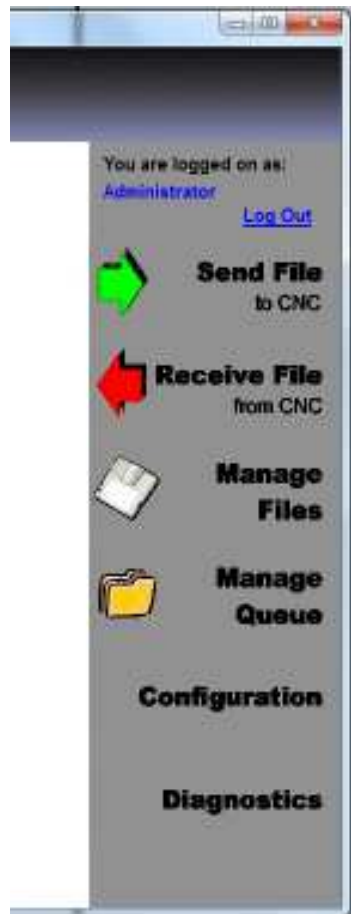 You are logged on as:
Administrator
Log Out
Send File
to CNC
Receive File
from CNC
Manage
Files
Manage
Queue
Configuration
Diagnostics